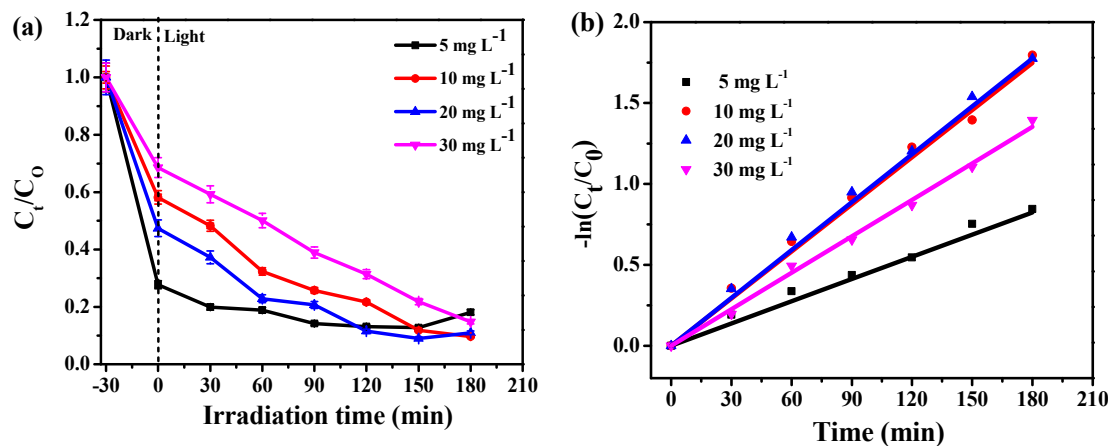 (a)
Dark Light
5 mg L⁻¹
10 mg L⁻¹
20 mg L⁻¹
30 mg L⁻¹
Cₜ/Cₒ
1.2
1.0
0.8
0.6
0.4
0.2
0.0
-30 0 30 60 90 120 150 180 210
Irradiation time (min)
(b)
5 mg L⁻¹
10 mg L⁻¹
20 mg L⁻¹
30 mg L⁻¹
-ln(Cₜ/C₀)
2.0
1.5
1.0
0.5
0.0
0 30 60 90 120 150 180 210
Time (min)